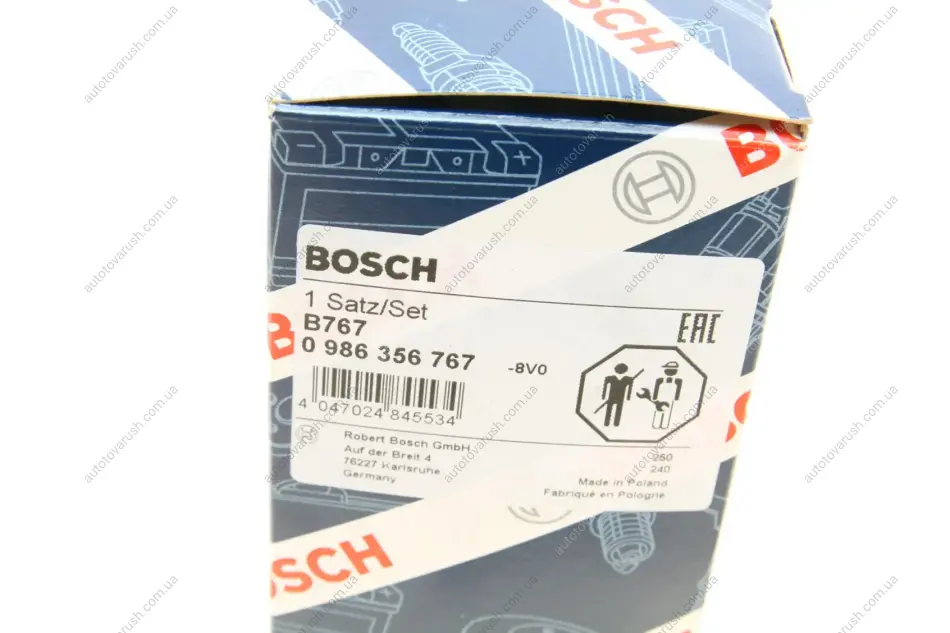 BOSCH
BOSCH
1 Satz/Set
B767
0 986 356 767
-8V0
EAC
4 047024 845534
Robert Bosch GmbH
Auf der Breit 4
76227 Karlsruhe
Germany
250
240
Made in Poland
Fabriqué en Pologne
OSCH
autotovarush.com.ua